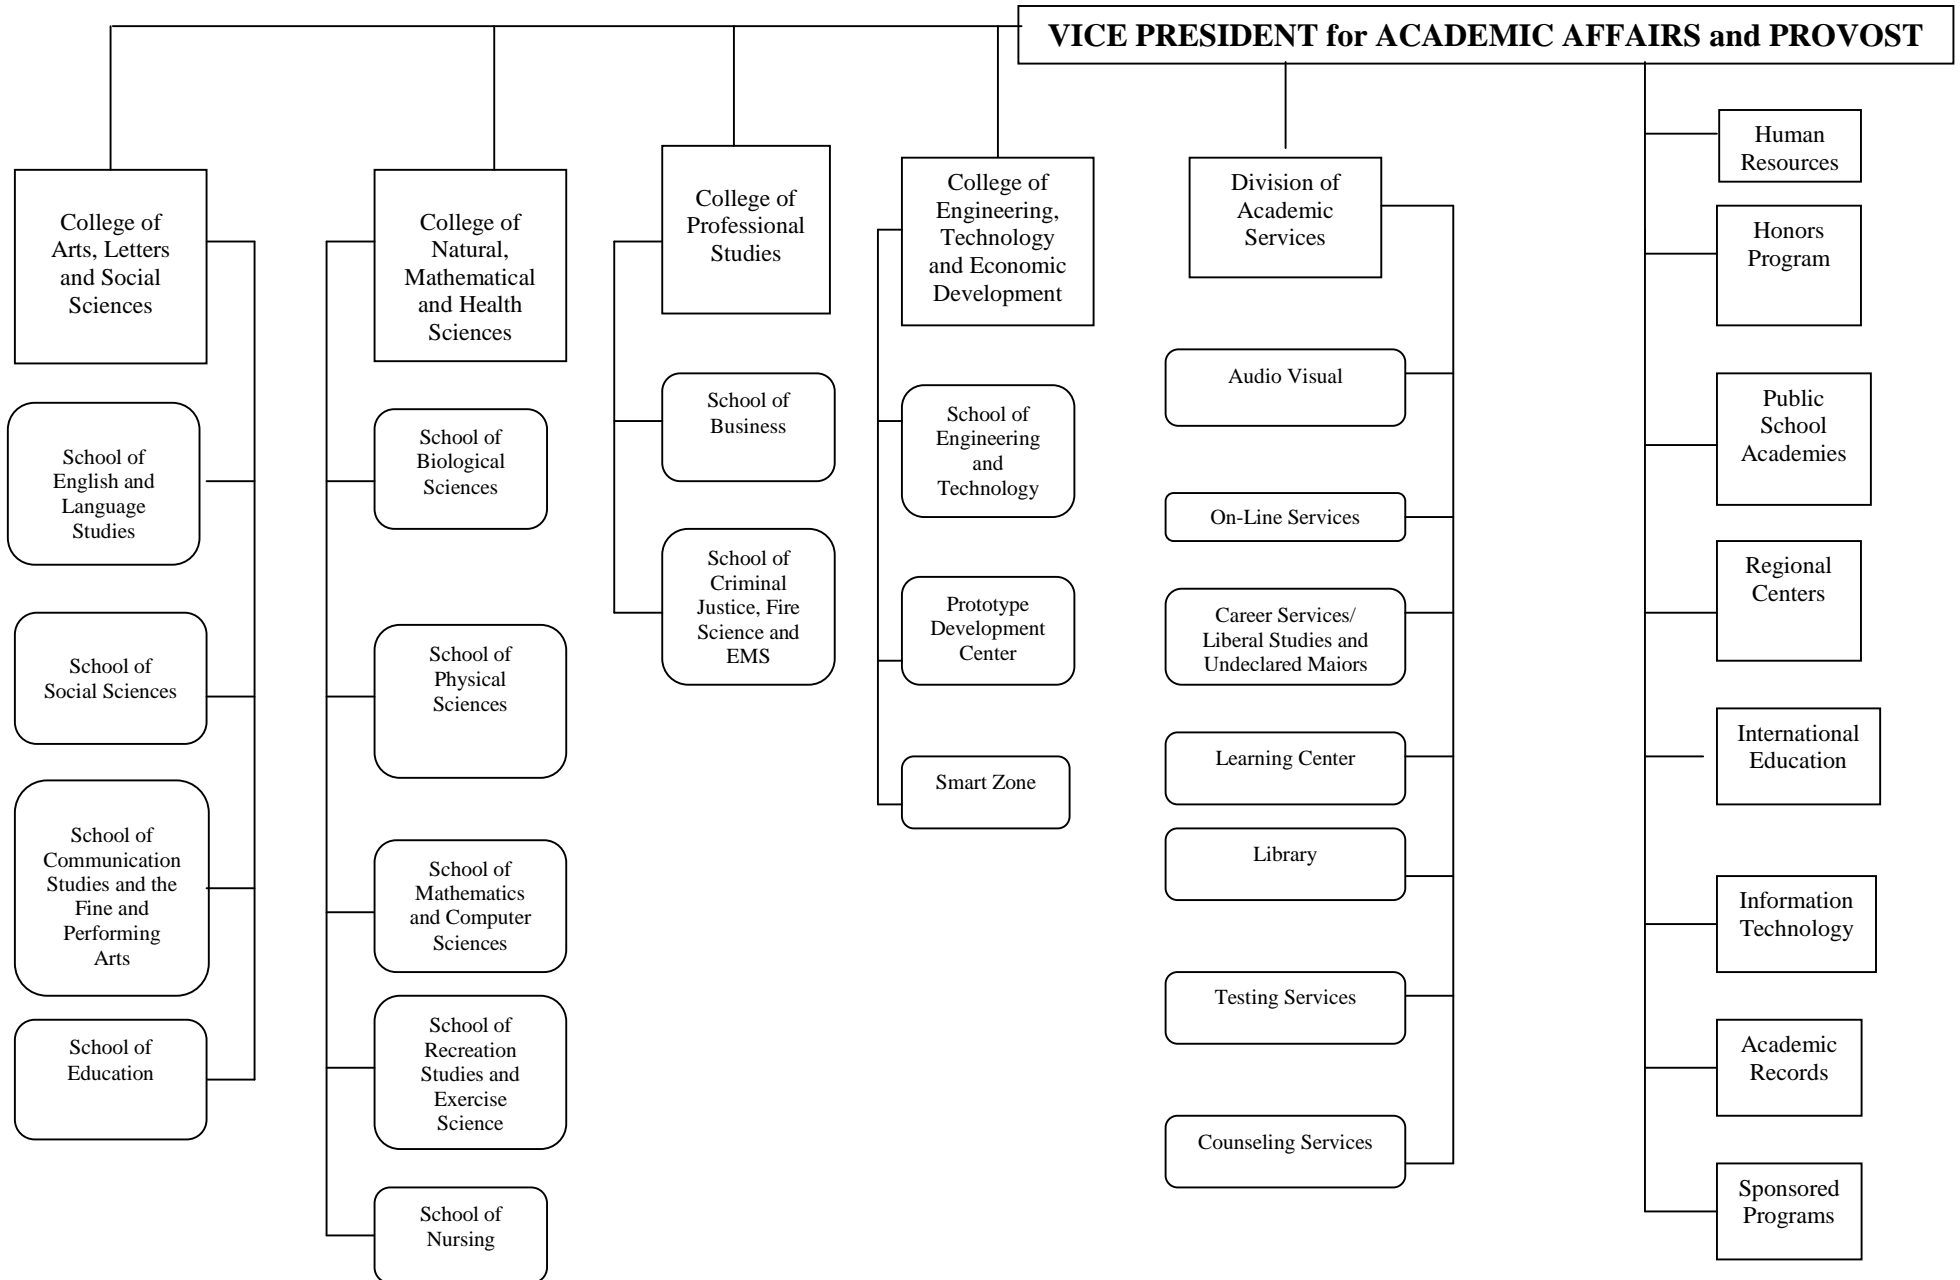 VICE PRESIDENT for ACADEMIC AFFAIRS and PROVOST
College of
Arts, Letters
and Social
Sciences
School of
English and
Language
Studies
School of
Social Sciences
School of
Communication
Studies and the
Fine and
Performing
Arts
School of
Education
College of
Natural,
Mathematical
and Health
Sciences
School of
Biological
Sciences
School of
Physical
Sciences
School of
Mathematics
and Computer
Sciences
School of
Recreation
Studies and
Exercise
Science
School of
Nursing
College of
Professional
Studies
School of
Business
School of
Criminal
Justice, Fire
Science and
EMS
College of
Engineering,
Technology
and Economic
Development
School of
Engineering
and
Technology
Prototype
Development
Center
Smart Zone
Division of
Academic
Services
Audio Visual
On-Line Services
Career Services/
Liberal Studies and
Undeclared Majors
Learning Center
Library
Testing Services
Counseling Services
Human
Resources
Honors
Program
Public
School
Academies
Regional
Centers
International
Education
Information
Technology
Academic
Records
Sponsored
Programs